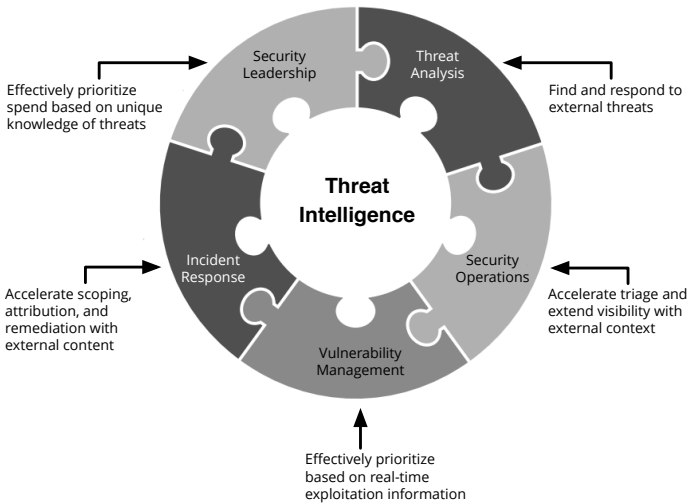 Security
Leadership
Threat
Analysis
Effectively prioritize
spend based on unique
knowledge of threats
Find and respond to
external threats
Threat
Intelligence
Incident
Response
Security
Operations
Accelerate scoping,
attribution, and
remediation with
external content
Accelerate triage and
extend visibility with
external context
Vulnerability
Management
Effectively prioritize
based on real-time
exploitation information